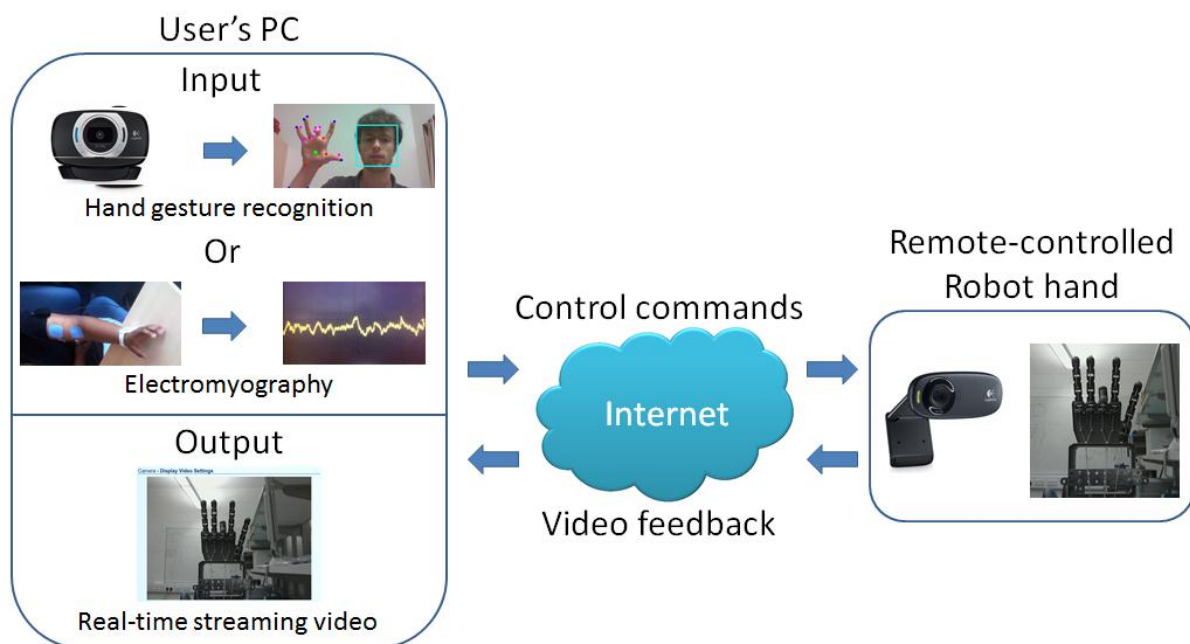 User’s PC
Input
Hand gesture recognition
Or
Electromyography
Output
Camera - Display Video Settings
Real-time streaming video
Control commands
Internet
Video feedback
Remote-controlled
Robot hand